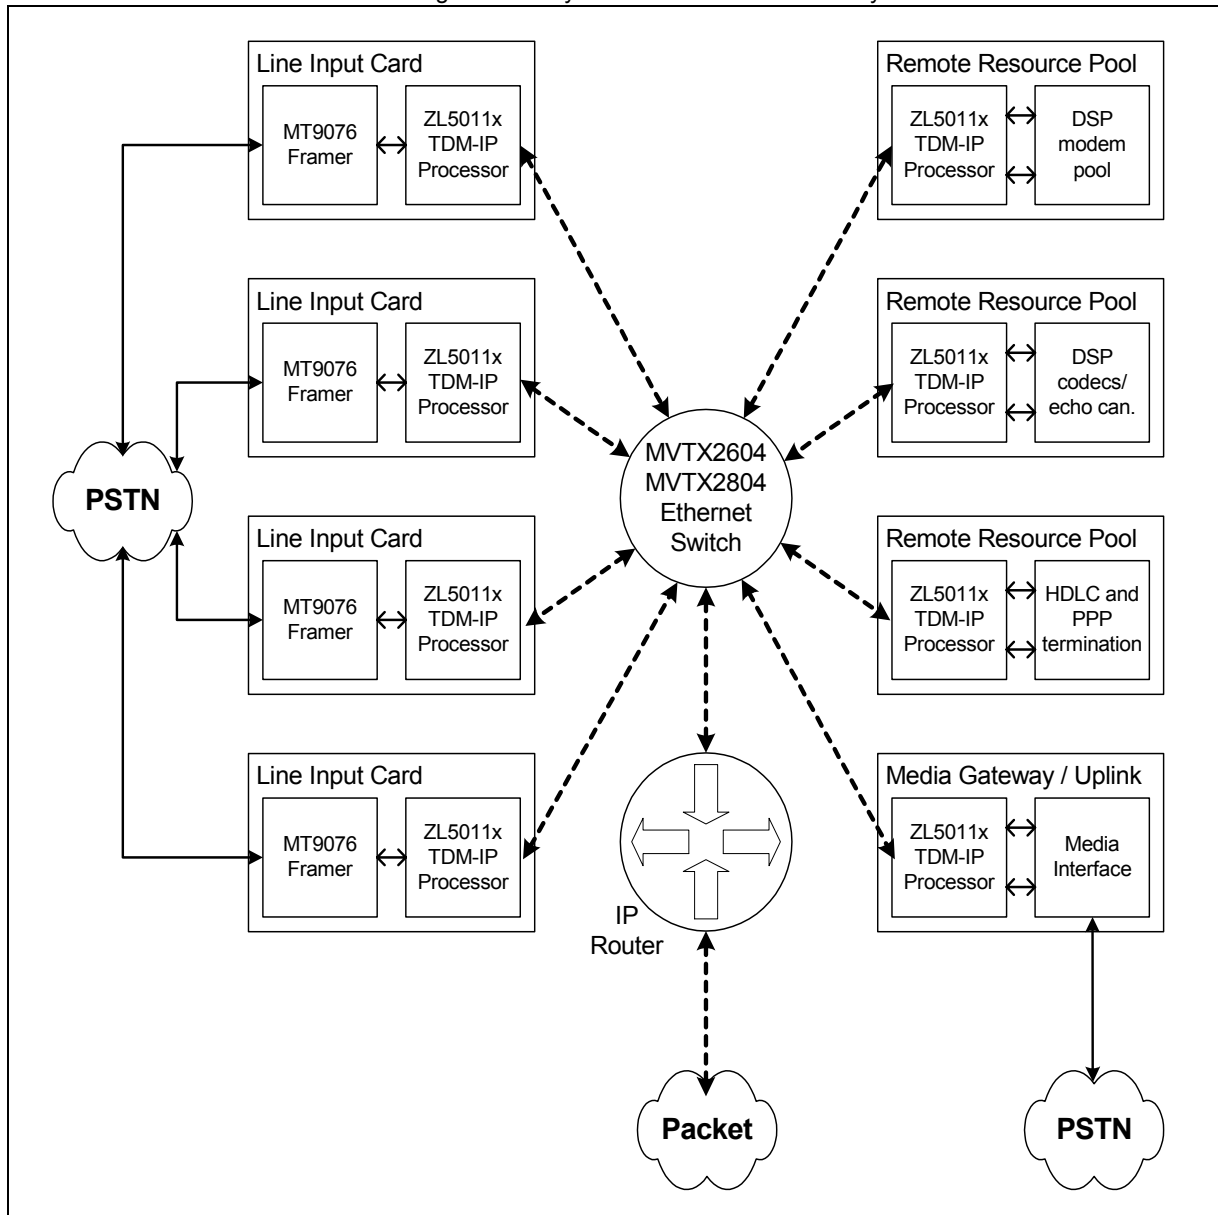 Line Input Card
MT9076
Framer
ZL5011x
TDM-IP
Processor
Remote Resource Pool
ZL5011x
TDM-IP
Processor
DSP
modem
pool
Line Input Card
MT9076
Framer
ZL5011x
TDM-IP
Processor
Remote Resource Pool
ZL5011x
TDM-IP
Processor
DSP
codecs/
echo can.
PSTN
MVTX2604
MVTX2804
Ethernet
Switch
Line Input Card
MT9076
Framer
ZL5011x
TDM-IP
Processor
Remote Resource Pool
ZL5011x
TDM-IP
Processor
HDLC and
PPP
termination
Line Input Card
MT9076
Framer
ZL5011x
TDM-IP
Processor
Media Gateway / Uplink
ZL5011x
TDM-IP
Processor
Media
Interface
IP
Router
Packet
PSTN